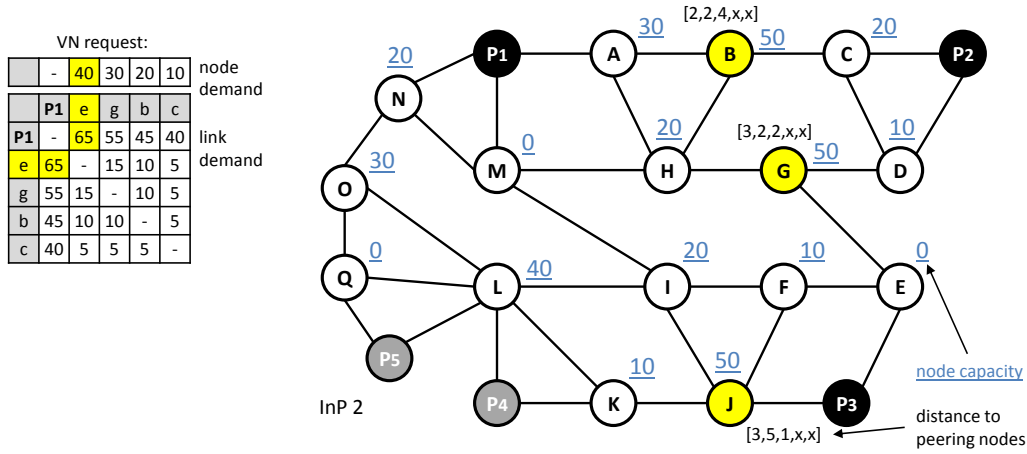 VN request:
- 40 30 20 10 node demand
P1 e g b c
P1 - 65 55 45 40 link demand
e 65 - 15 10 5
g 55 15 - 10 5
b 45 10 10 - 5
c 40 5 5 5 -
[2,2,4,x,x]
20 30 50 20
P1 A B C P2
N
[3,2,2,x,x]
0 20 50 10
30
M H G D
O
0 40 20 10 0
Q L I F E
P5
10 50 node capacity
InP 2
P4 K J P3
[3,5,1,x,x]
distance to
peering nodes